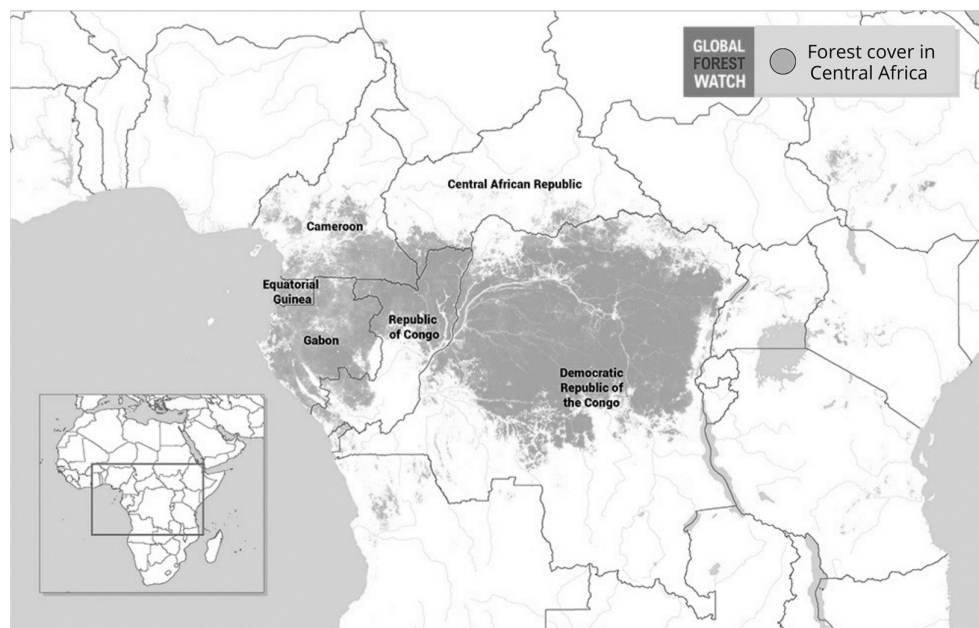 GLOBAL
FOREST
WATCH
Forest cover in
Central Africa
Central African Republic
Cameroon
Equatorial
Guinea
Gabon
Republic
of Congo
Democratic
Republic of
the Congo